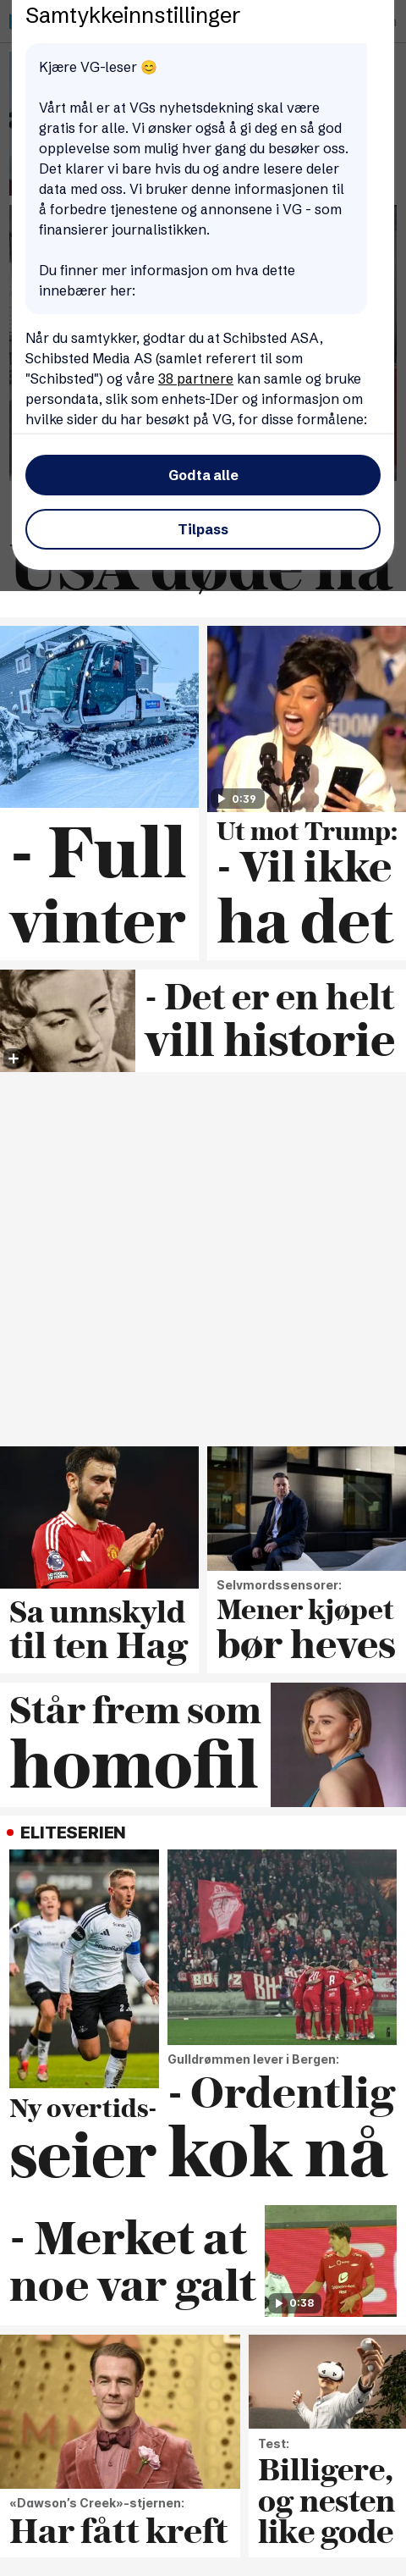 Samtykkeinnstillinger
Kjære VG-leser 😊
Vårt mål er at VGs nyhetsdekning skal være
gratis for alle. Vi ønsker også å gi deg en så god
opplevelse som mulig hver gang du besøker oss.
Det klarer vi bare hvis du og andre lesere deler
data med oss. Vi bruker denne informasjonen til
å forbedre tjenestene og annonsene i VG - som
finansierer journalistikken.
Du finner mer informasjon om hva dette
innebærer her:
Når du samtykker, godtar du at Schibsted ASA,
Schibsted Media AS (samlet referert til som
"Schibsted") og våre 38 partnere kan samle og bruke
persondata, slik som enhets-IDer og informasjon om
hvilke sider du har besøkt på VG, for disse formålene:
Godta alle
Tilpass
USA døde nå
- Full
vinter
0:39
Ut mot Trump:
- Vil ikke
ha det
- Det er en helt
vill historie
Sa unnskyld
til ten Hag
Selvmordssensorer:
Mener kjøpet
bør heves
Står frem som
homofil
ELITESERIEN
Ny overtids-
seier
Gulldrømmen lever i Bergen:
- Ordentlig
kok nå
- Merket at
noe var galt
0:38
«Dawson's Creek»-stjernen:
Har fått kreft
Test:
Billigere,
og nesten
like gode